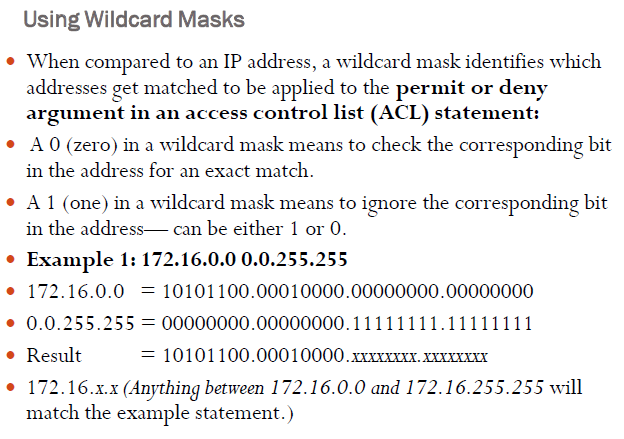 Using Wildcard Masks
• When compared to an IP address, a wildcard mask identifies which
addresses get matched to be applied to the permit or deny
argument in an access control list (ACL) statement:
• A 0 (zero) in a wildcard mask means to check the corresponding bit
in the address for an exact match.
• A 1 (one) in a wildcard mask means to ignore the corresponding bit
in the address— can be either 1 or 0.
• Example 1: 172.16.0.0 0.0.255.255
• 172.16.0.0 = 10101100.00010000.00000000.00000000
• 0.0.255.255 = 00000000.00000000.11111111.11111111
• Result = 10101100.00010000.xxxxxxxx.xxxxxxxx
• 172.16.x.x (Anything between 172.16.0.0 and 172.16.255.255 will
match the example statement.)